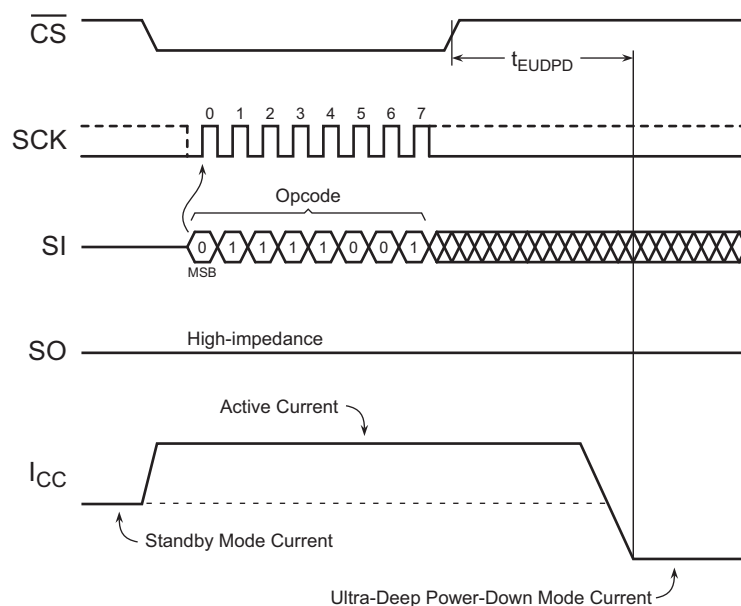 CS
tEUDPD
0 1 2 3 4 5 6 7
SCK
Opcode
SI
0 1 1 1 1 0 0 1
MSB
High-impedance
SO
Active Current
ICC
Standby Mode Current
Ultra-Deep Power-Down Mode Current